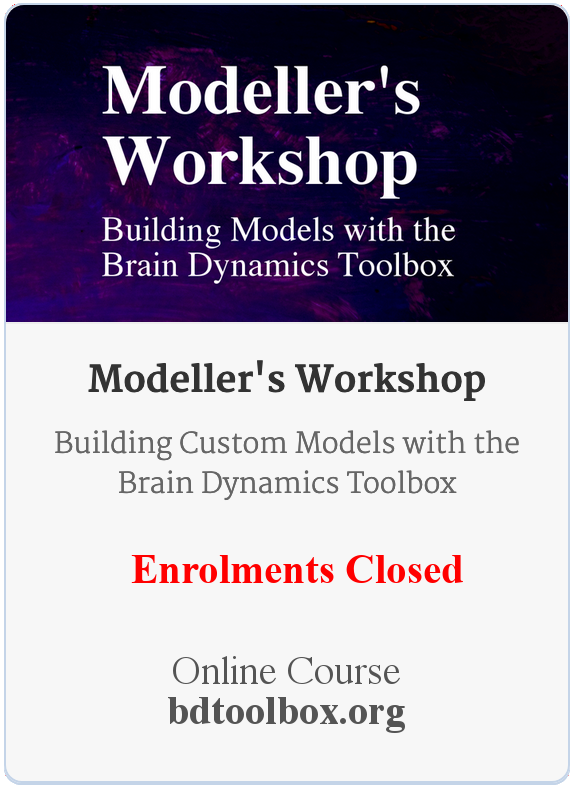 Modeller's
Workshop
Building Models with the
Brain Dynamics Toolbox
Modeller's Workshop
Building Custom Models with the
Brain Dynamics Toolbox
Enrolments Closed
Online Course
bdtoolbox.org